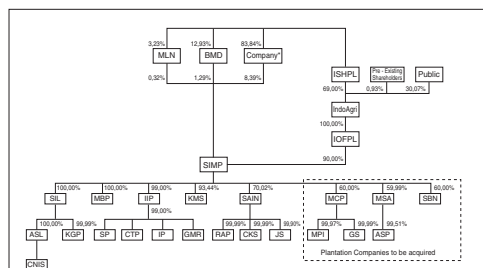 3,23% 12,93% 83,84%
MLN BMD Company* ISHPL Pre - Existing Shareholders Public
0,32% 1,29% 8,39% 69,00% 0,93% 30,07%
IndoAgri
100,00%
IOFPL
SIMP 90,00%
100,00% 100,00% 99,00% 93,44% 70,02% 60,00% 59,99% 60,00%
SIL MBP IIP KMS SAIN MCP MSA SBN
99,00%
100,00% 99,99% 99,99% 99,99% 99,90% 99,97% 99,99% 99,51%
ASL KGP SP CTP IP GMR RAP CKS JS MPI GS ASP
Plantation Companies to be acquired
CNIS